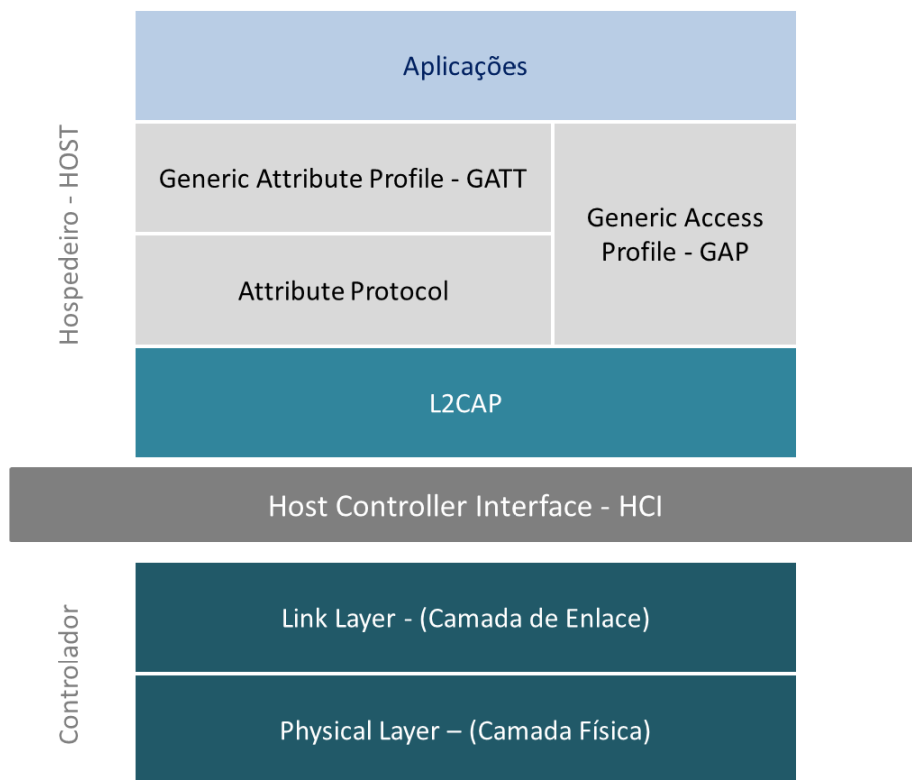 Aplicações
Hospedeiro - HOST
Generic Attribute Profile - GATT
Generic Access
Profile - GAP
Attribute Protocol
L2CAP
Host Controller Interface - HCI
Controlador
Link Layer - (Camada de Enlace)
Physical Layer – (Camada Física)